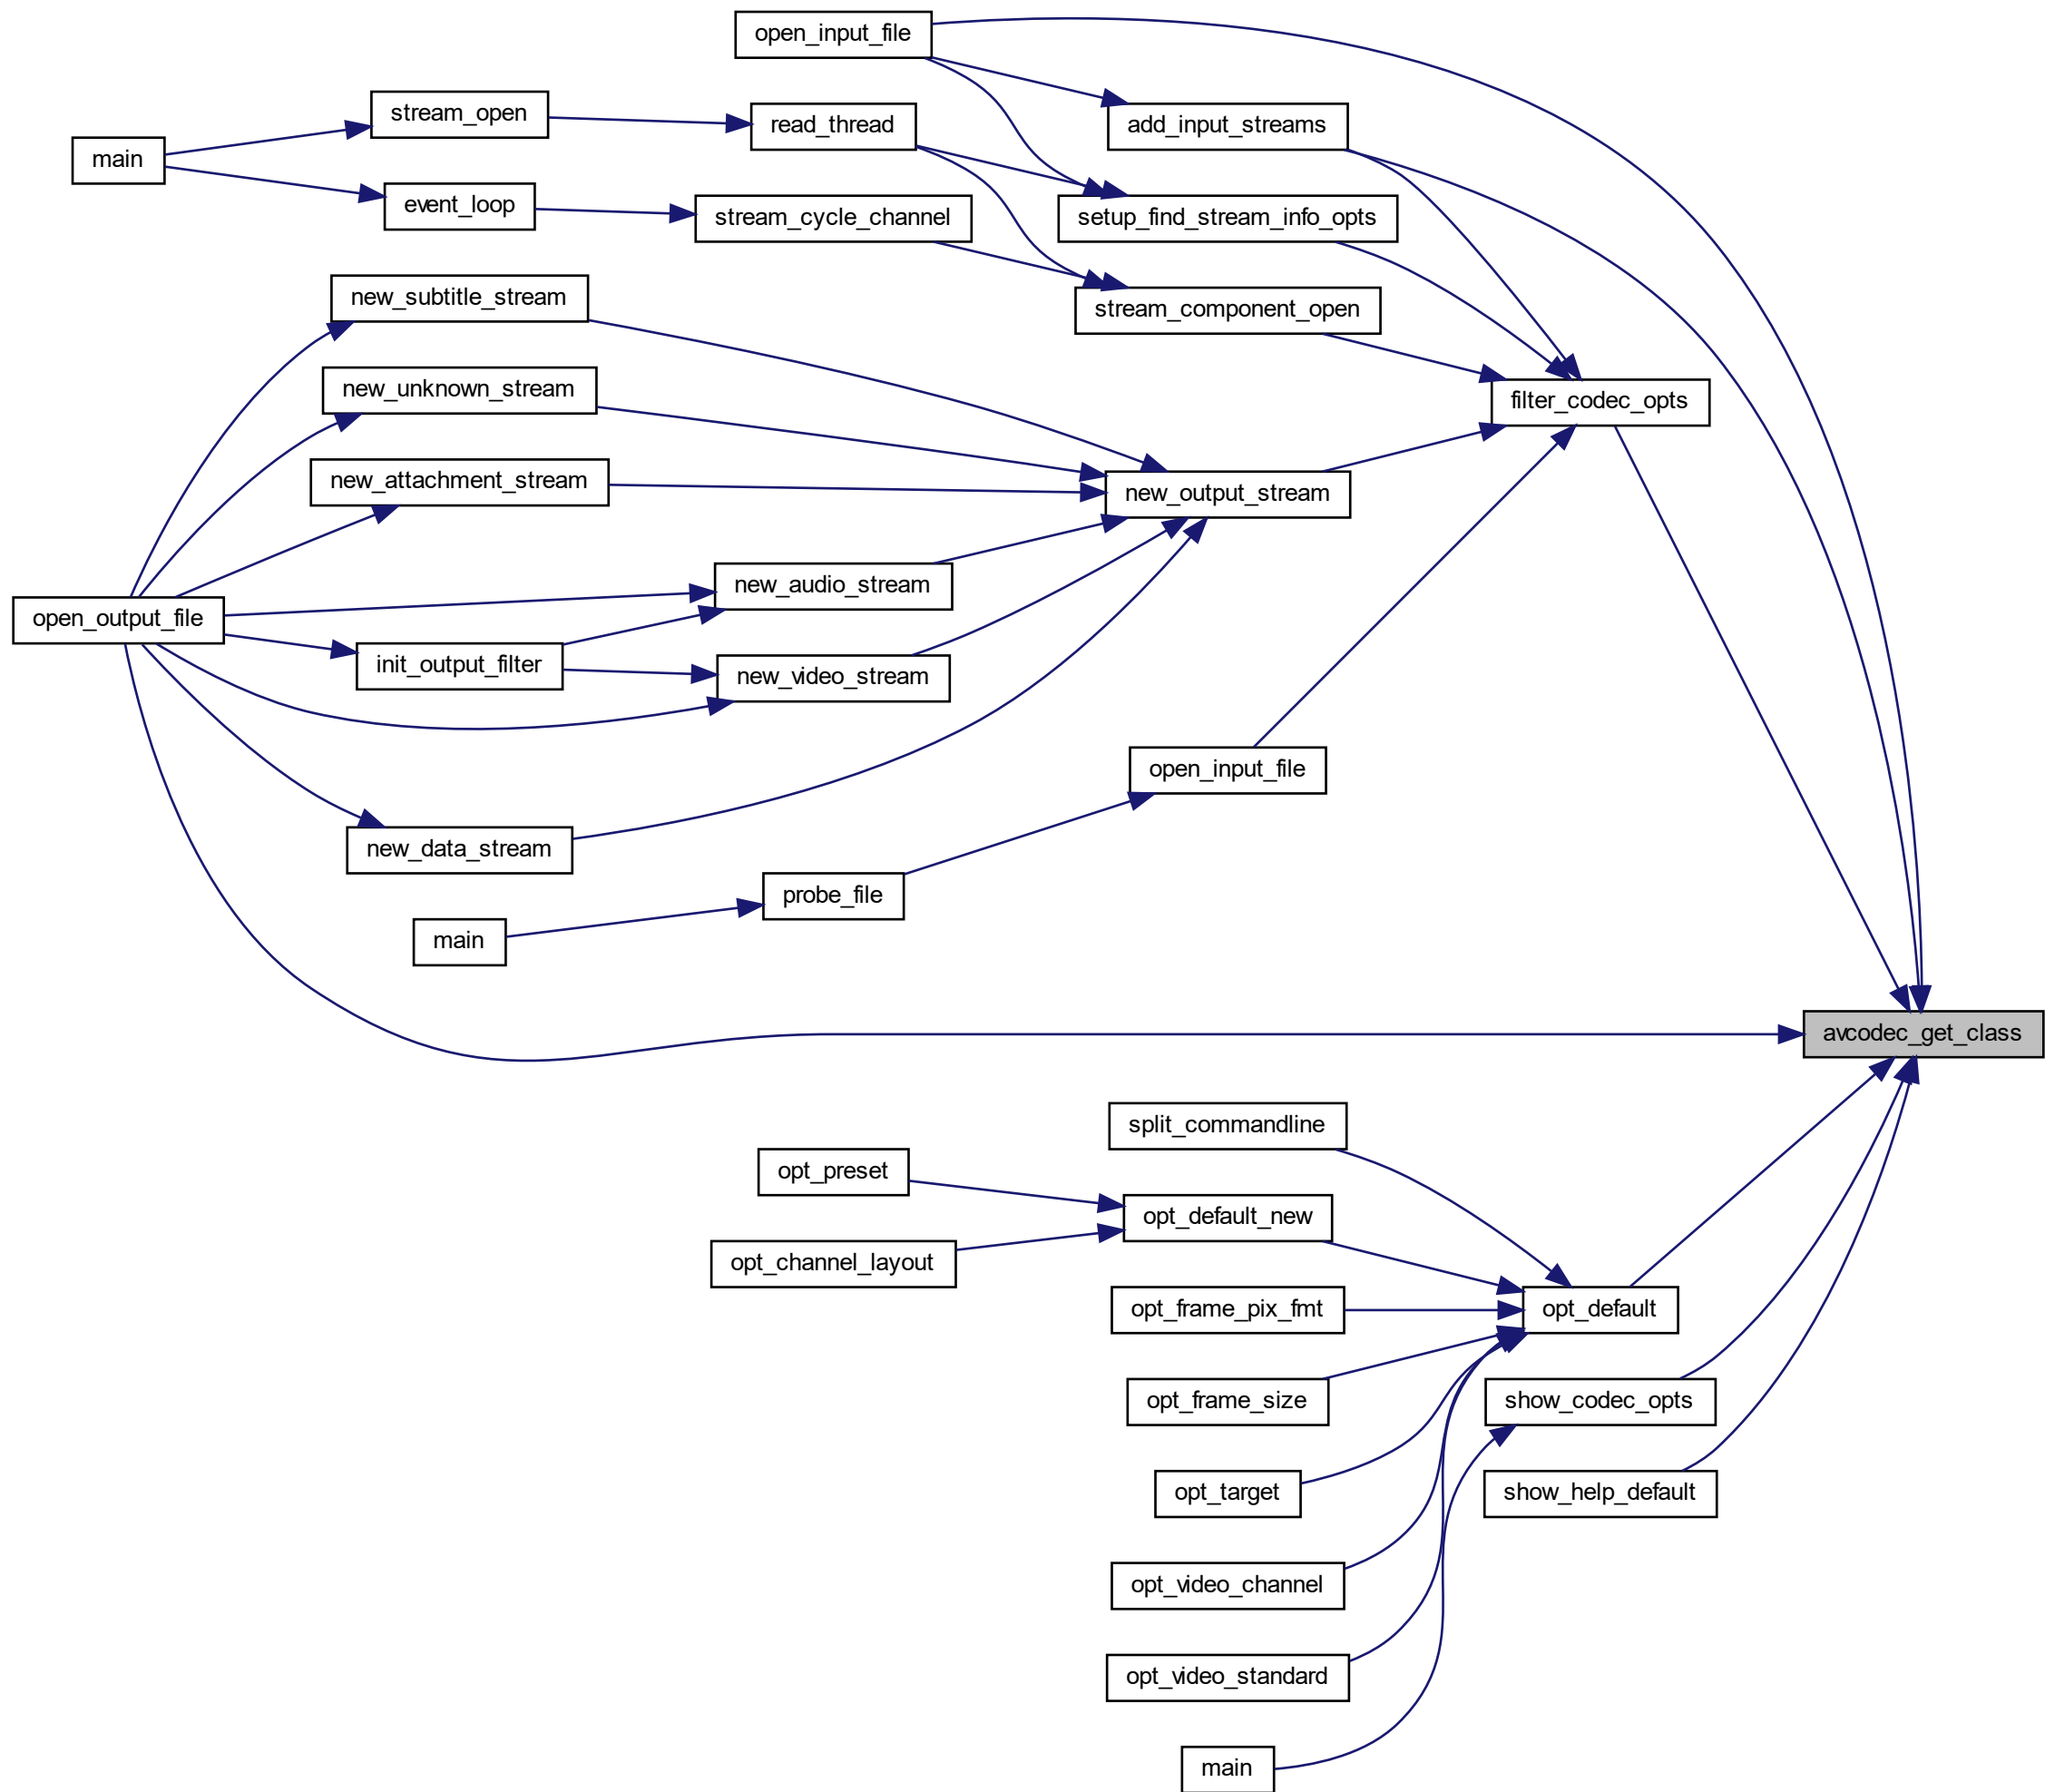 open_input_file
stream_open
read_thread
add_input_streams
main
event_loop
stream_cycle_channel
setup_find_stream_info_opts
new_subtitle_stream
stream_component_open
new_unknown_stream
filter_codec_opts
new_attachment_stream
new_output_stream
new_audio_stream
open_output_file
init_output_filter
new_video_stream
open_input_file
new_data_stream
probe_file
main
avcodec_get_class
split_commandline
opt_preset
opt_default_new
opt_channel_layout
opt_frame_pix_fmt
opt_default
opt_frame_size
show_codec_opts
opt_target
show_help_default
opt_video_channel
opt_video_standard
main